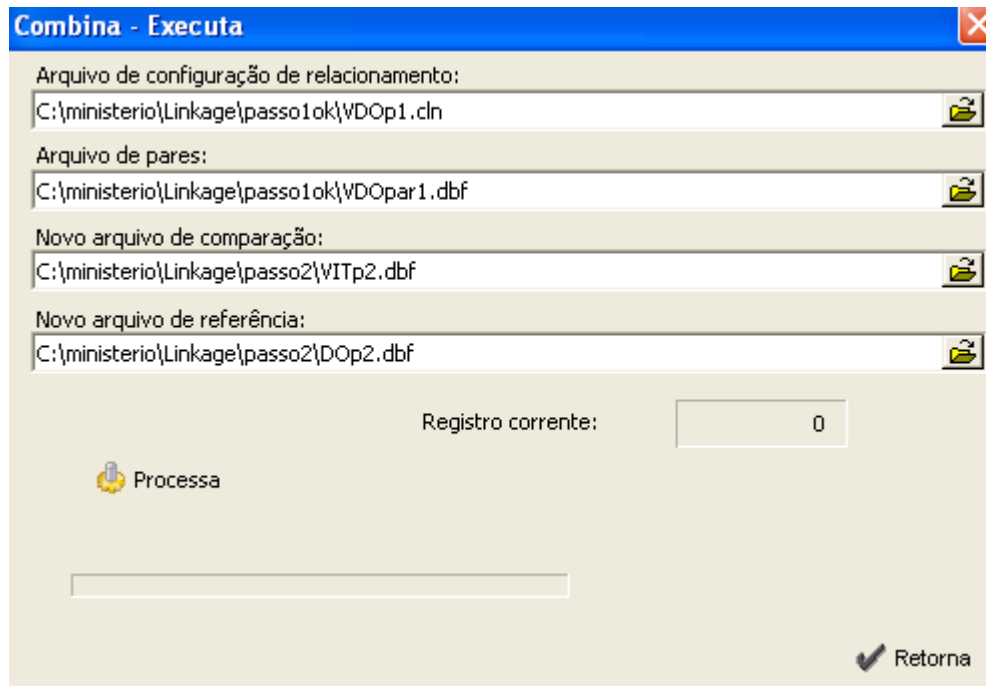 Combina - Executa
Arquivo de configuração de relacionamento:
C:\ministerio\Linkage\passo1ok\VDOp1.cln
Arquivo de pares:
C:\ministerio\Linkage\passo1ok\VDOpar1.dbf
Novo arquivo de comparação:
C:\ministerio\Linkage\passo2\VITp2.dbf
Novo arquivo de referência:
C:\ministerio\Linkage\passo2\DOp2.dbf
Registro corrente: 0
Processa
Retorna